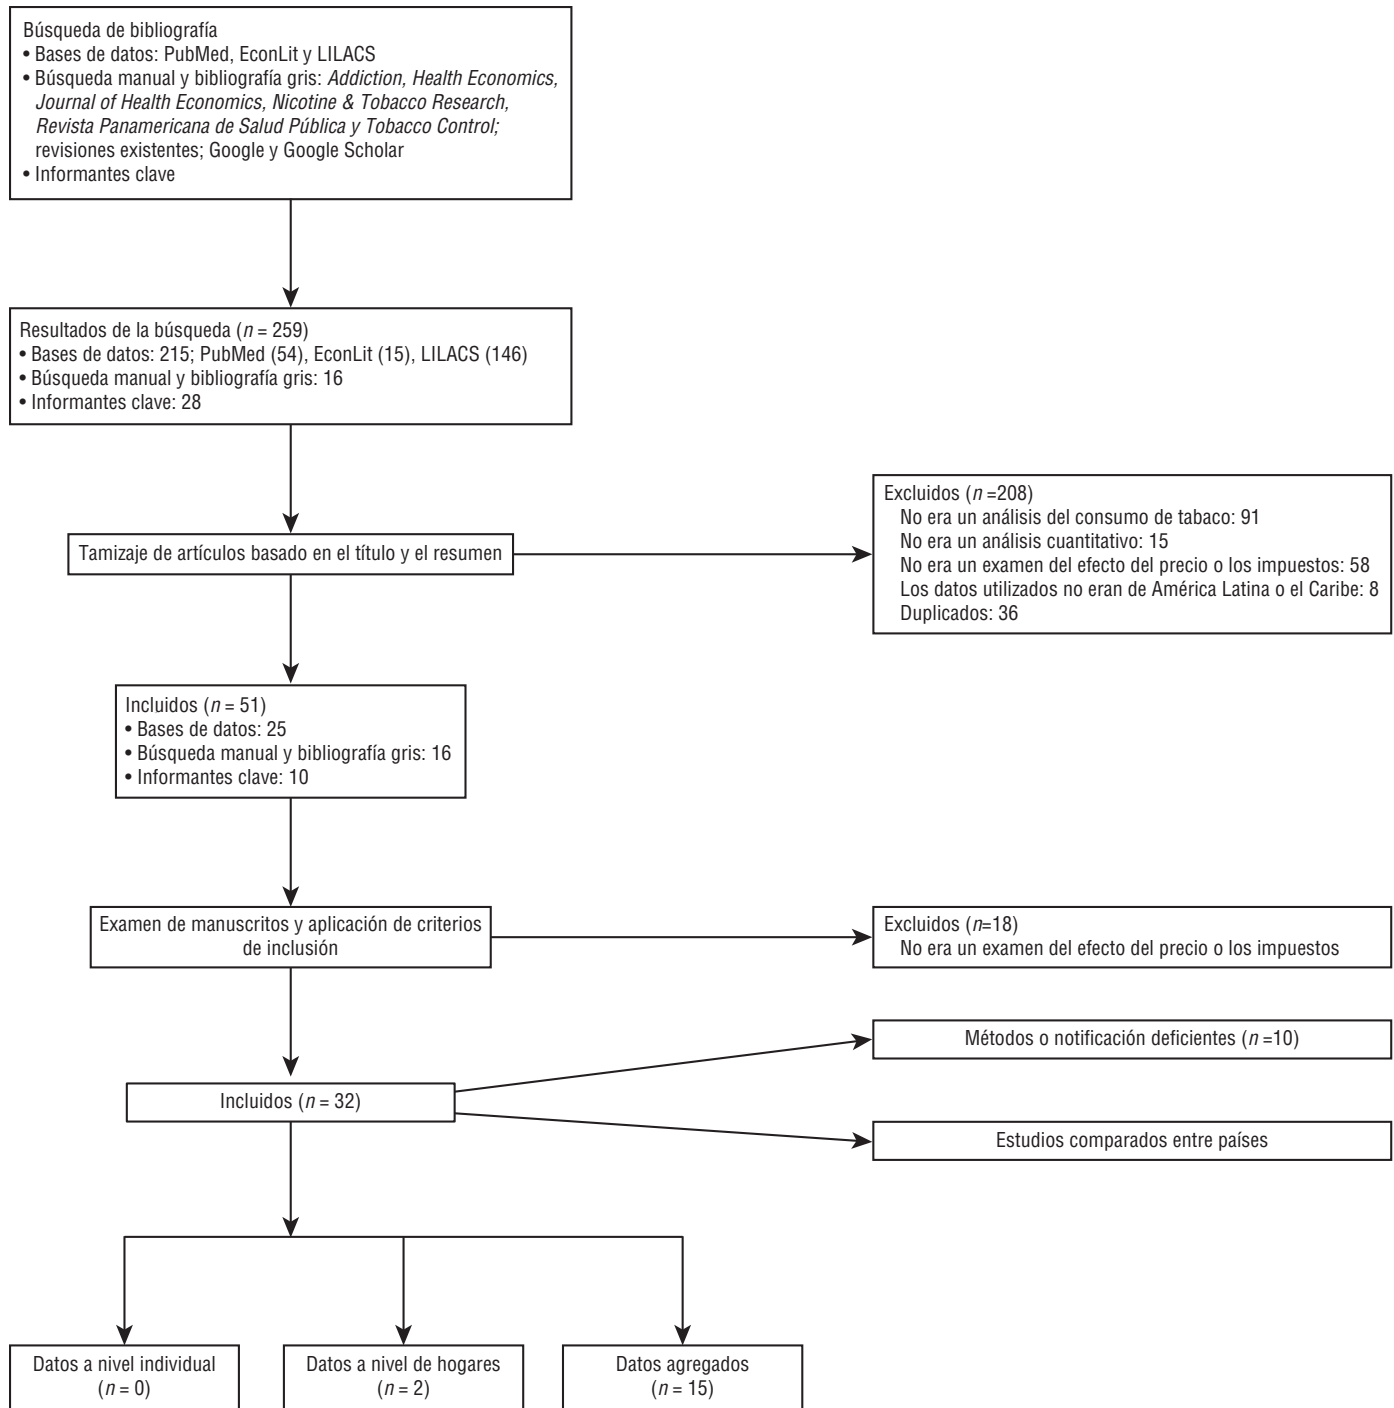 Búsqueda de bibliografía
• Bases de datos: PubMed, EconLit y LILACS
• Búsqueda manual y bibliografía gris: Addiction, Health Economics,
Journal of Health Economics, Nicotine & Tobacco Research,
Revista Panamericana de Salud Pública y Tobacco Control;
revisiones existentes; Google y Google Scholar
• Informantes clave
Resultados de la búsqueda (n = 259)
• Bases de datos: 215; PubMed (54), EconLit (15), LILACS (146)
• Búsqueda manual y bibliografía gris: 16
• Informantes clave: 28
Tamizaje de artículos basado en el título y el resumen
Excluidos (n =208)
No era un análisis del consumo de tabaco: 91
No era un análisis cuantitativo: 15
No era un examen del efecto del precio o los impuestos: 58
Los datos utilizados no eran de América Latina o el Caribe: 8
Duplicados: 36
Incluidos (n = 51)
• Bases de datos: 25
• Búsqueda manual y bibliografía gris: 16
• Informantes clave: 10
Examen de manuscritos y aplicación de criterios
de inclusión
Excluidos (n=18)
No era un examen del efecto del precio o los impuestos
Métodos o notificación deficientes (n =10)
Incluidos (n = 32)
Estudios comparados entre países
Datos a nivel individual
(n = 0)
Datos a nivel de hogares
(n = 2)
Datos agregados
(n = 15)